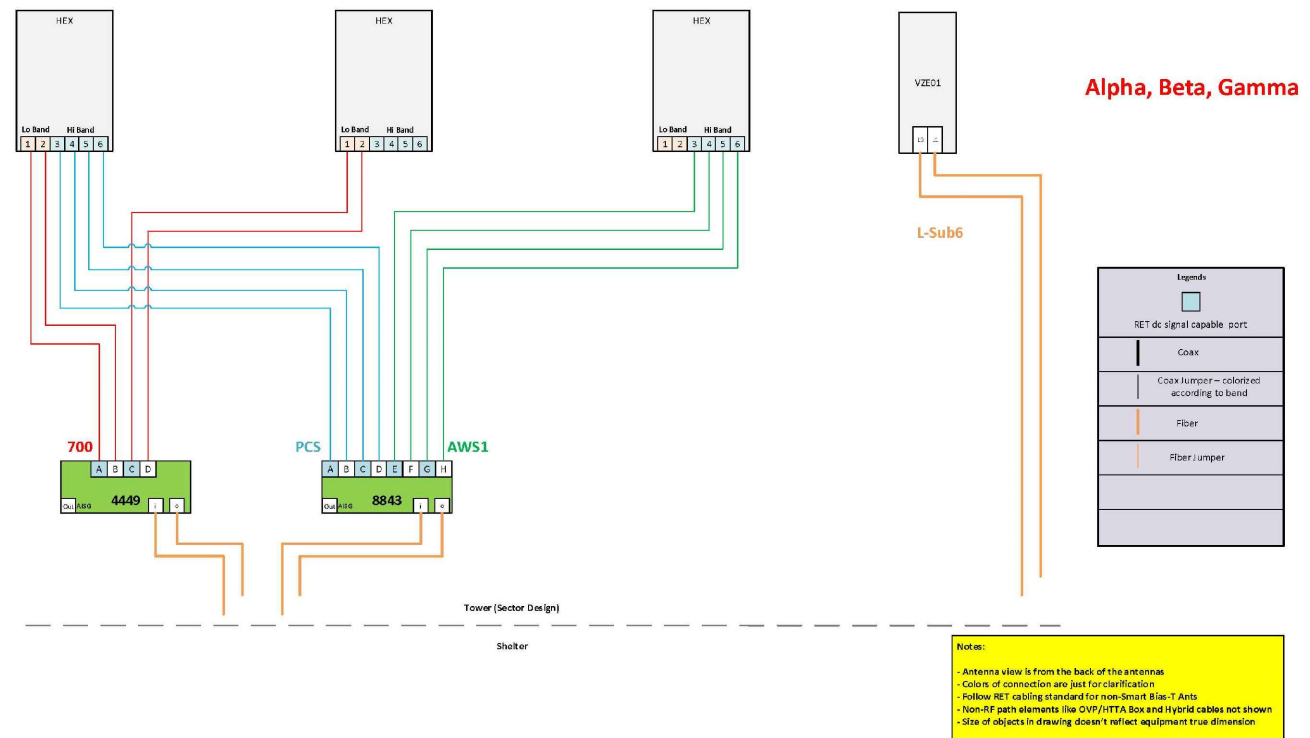 HEX
HEX
HEX
VZE01
Alpha, Beta, Gamma
Lo Band Hi Band
1 2 3 4 5 6
Lo Band Hi Band
1 2 3 4 5 6
Lo Band Hi Band
1 2 3 4 5 6
L-Sub6
Legends
RET dc signal capable port
Coax
Coax Jumper – colorized
according to band
Fiber
Fiber Jumper
700
A B C D
4449
Out AISG i o
PCS
AWS1
A B C D E F G H
8843
Out AISG i o
Tower (Sector Design)
Shelter
Notes:
- Antenna view is from the back of the antennas
- Colors of connection are just for clarification
- Follow RET cabling standard for non-Smart Bias-T Ants
- Non-RF path elements like OVP/HTTA Box and Hybrid cables not shown
- Size of objects in drawing doesn't reflect equipment true dimension